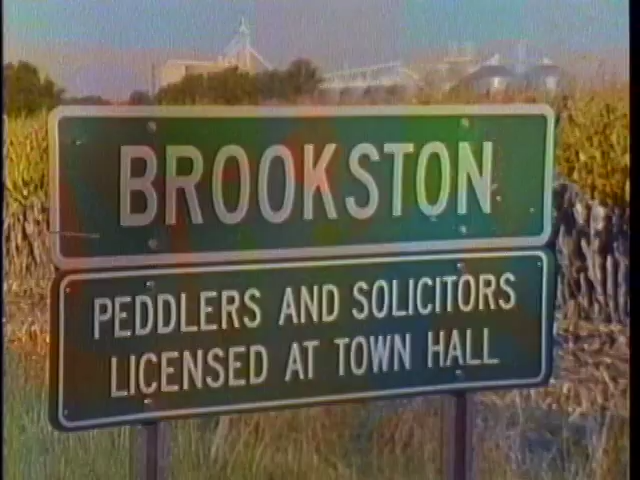 BROOKSTON
PEDDLERS AND SOLICITORS
LICENSED AT TOWN HALL